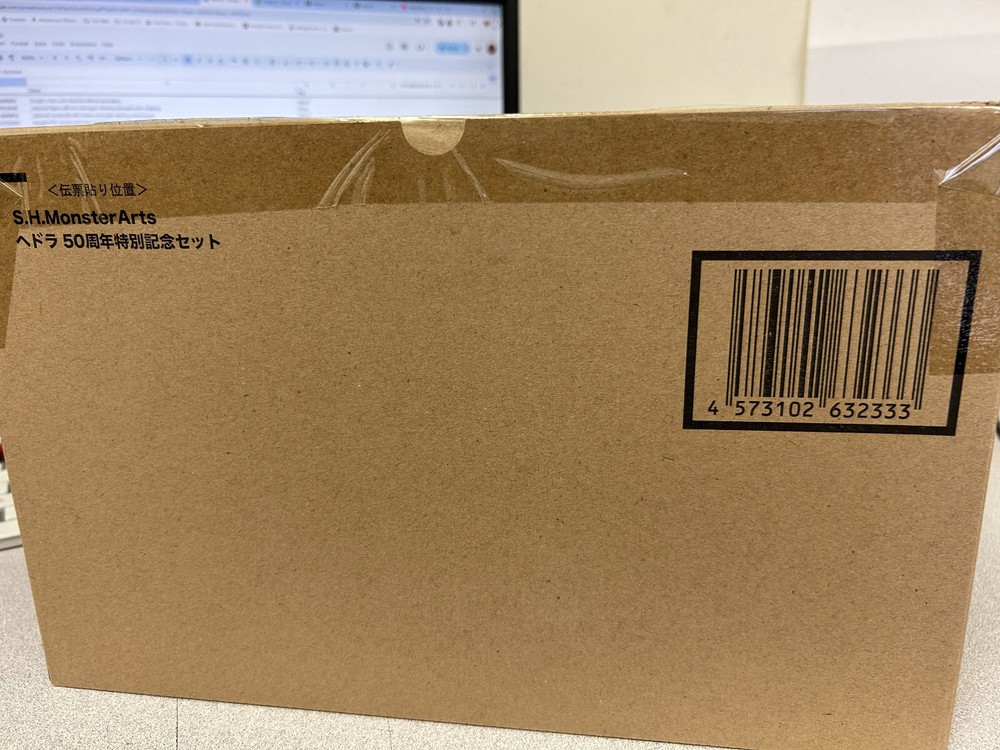 ＜伝票貼り位置＞
S.H.MonsterArts
ヘドラ 50周年特別記念セット
4 573102 632333